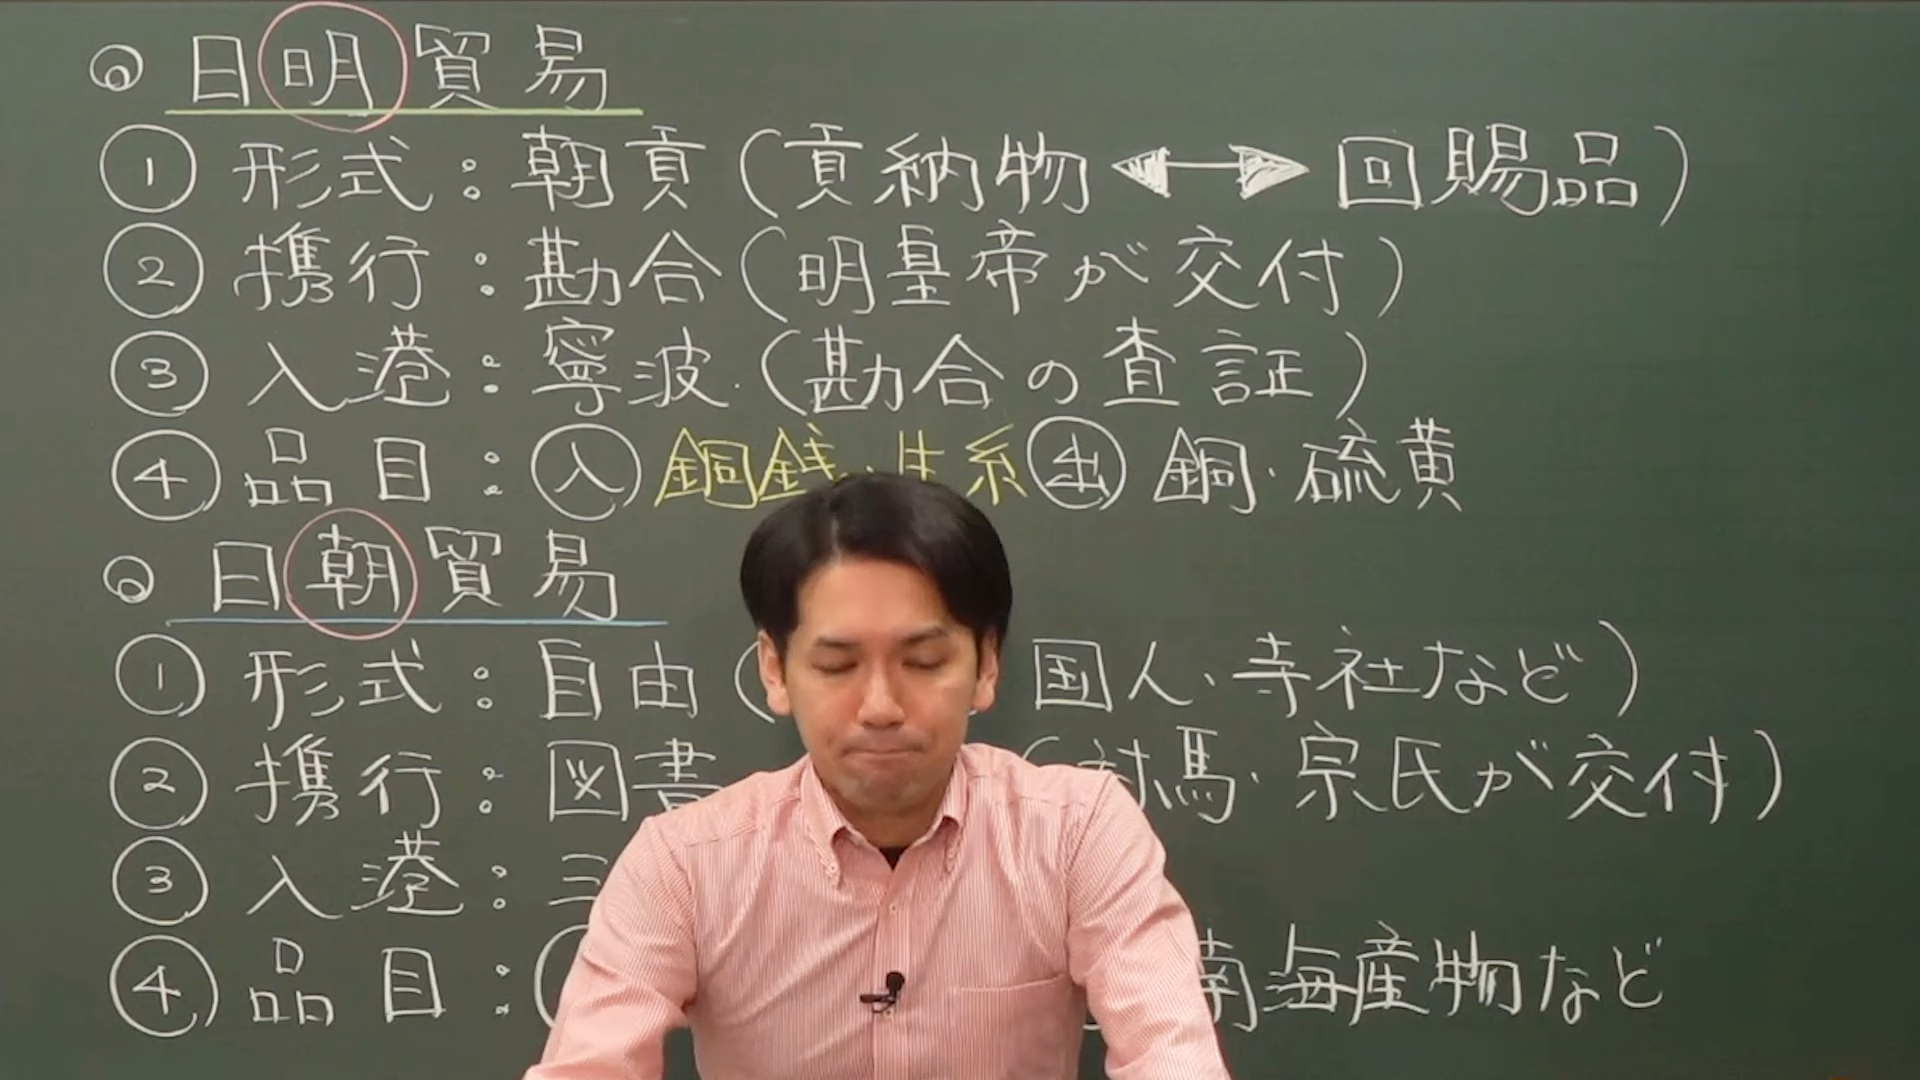 ◎日明貿易
① 形式：朝貢（貢納物↔回賜品）
② 携行：勘合（明皇帝が交付）
③ 入港：寧波（勘合の査証）
④ 品目：㊅銅銭・生糸 ㊄銅・硫黄
◎日朝貿易
① 形式：自由（ 国人・寺社など）
② 携行：図書（対馬・宗氏が交付）
③ 入港：三
④ 品目： 南海産物など